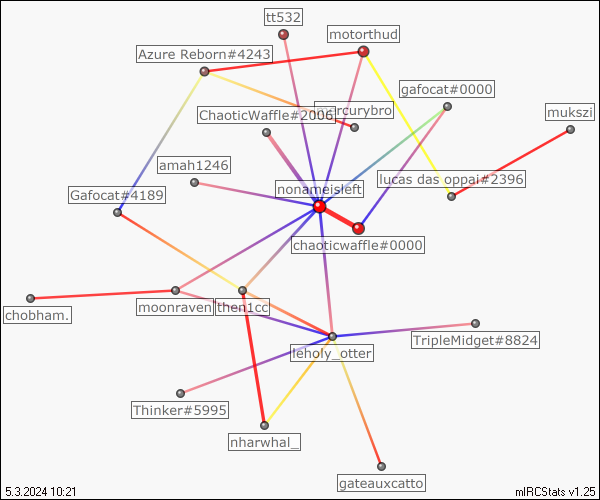 tt532
motorthud
Azure Reborn#4243
gafocat#0000
ChaoticWaffle#2006
mercurybro
mukszi
amah1246
lucas das oppai#2396
nonameisleft
Gafocat#4189
chaoticwaffle#0000
chobham.
moonraven
then1cc
TripleMidget#8824
leholy_otter
Thinker#5995
nharwhal_
gateauxcatto
5.3.2024 10:21
mIRCStats v1.25